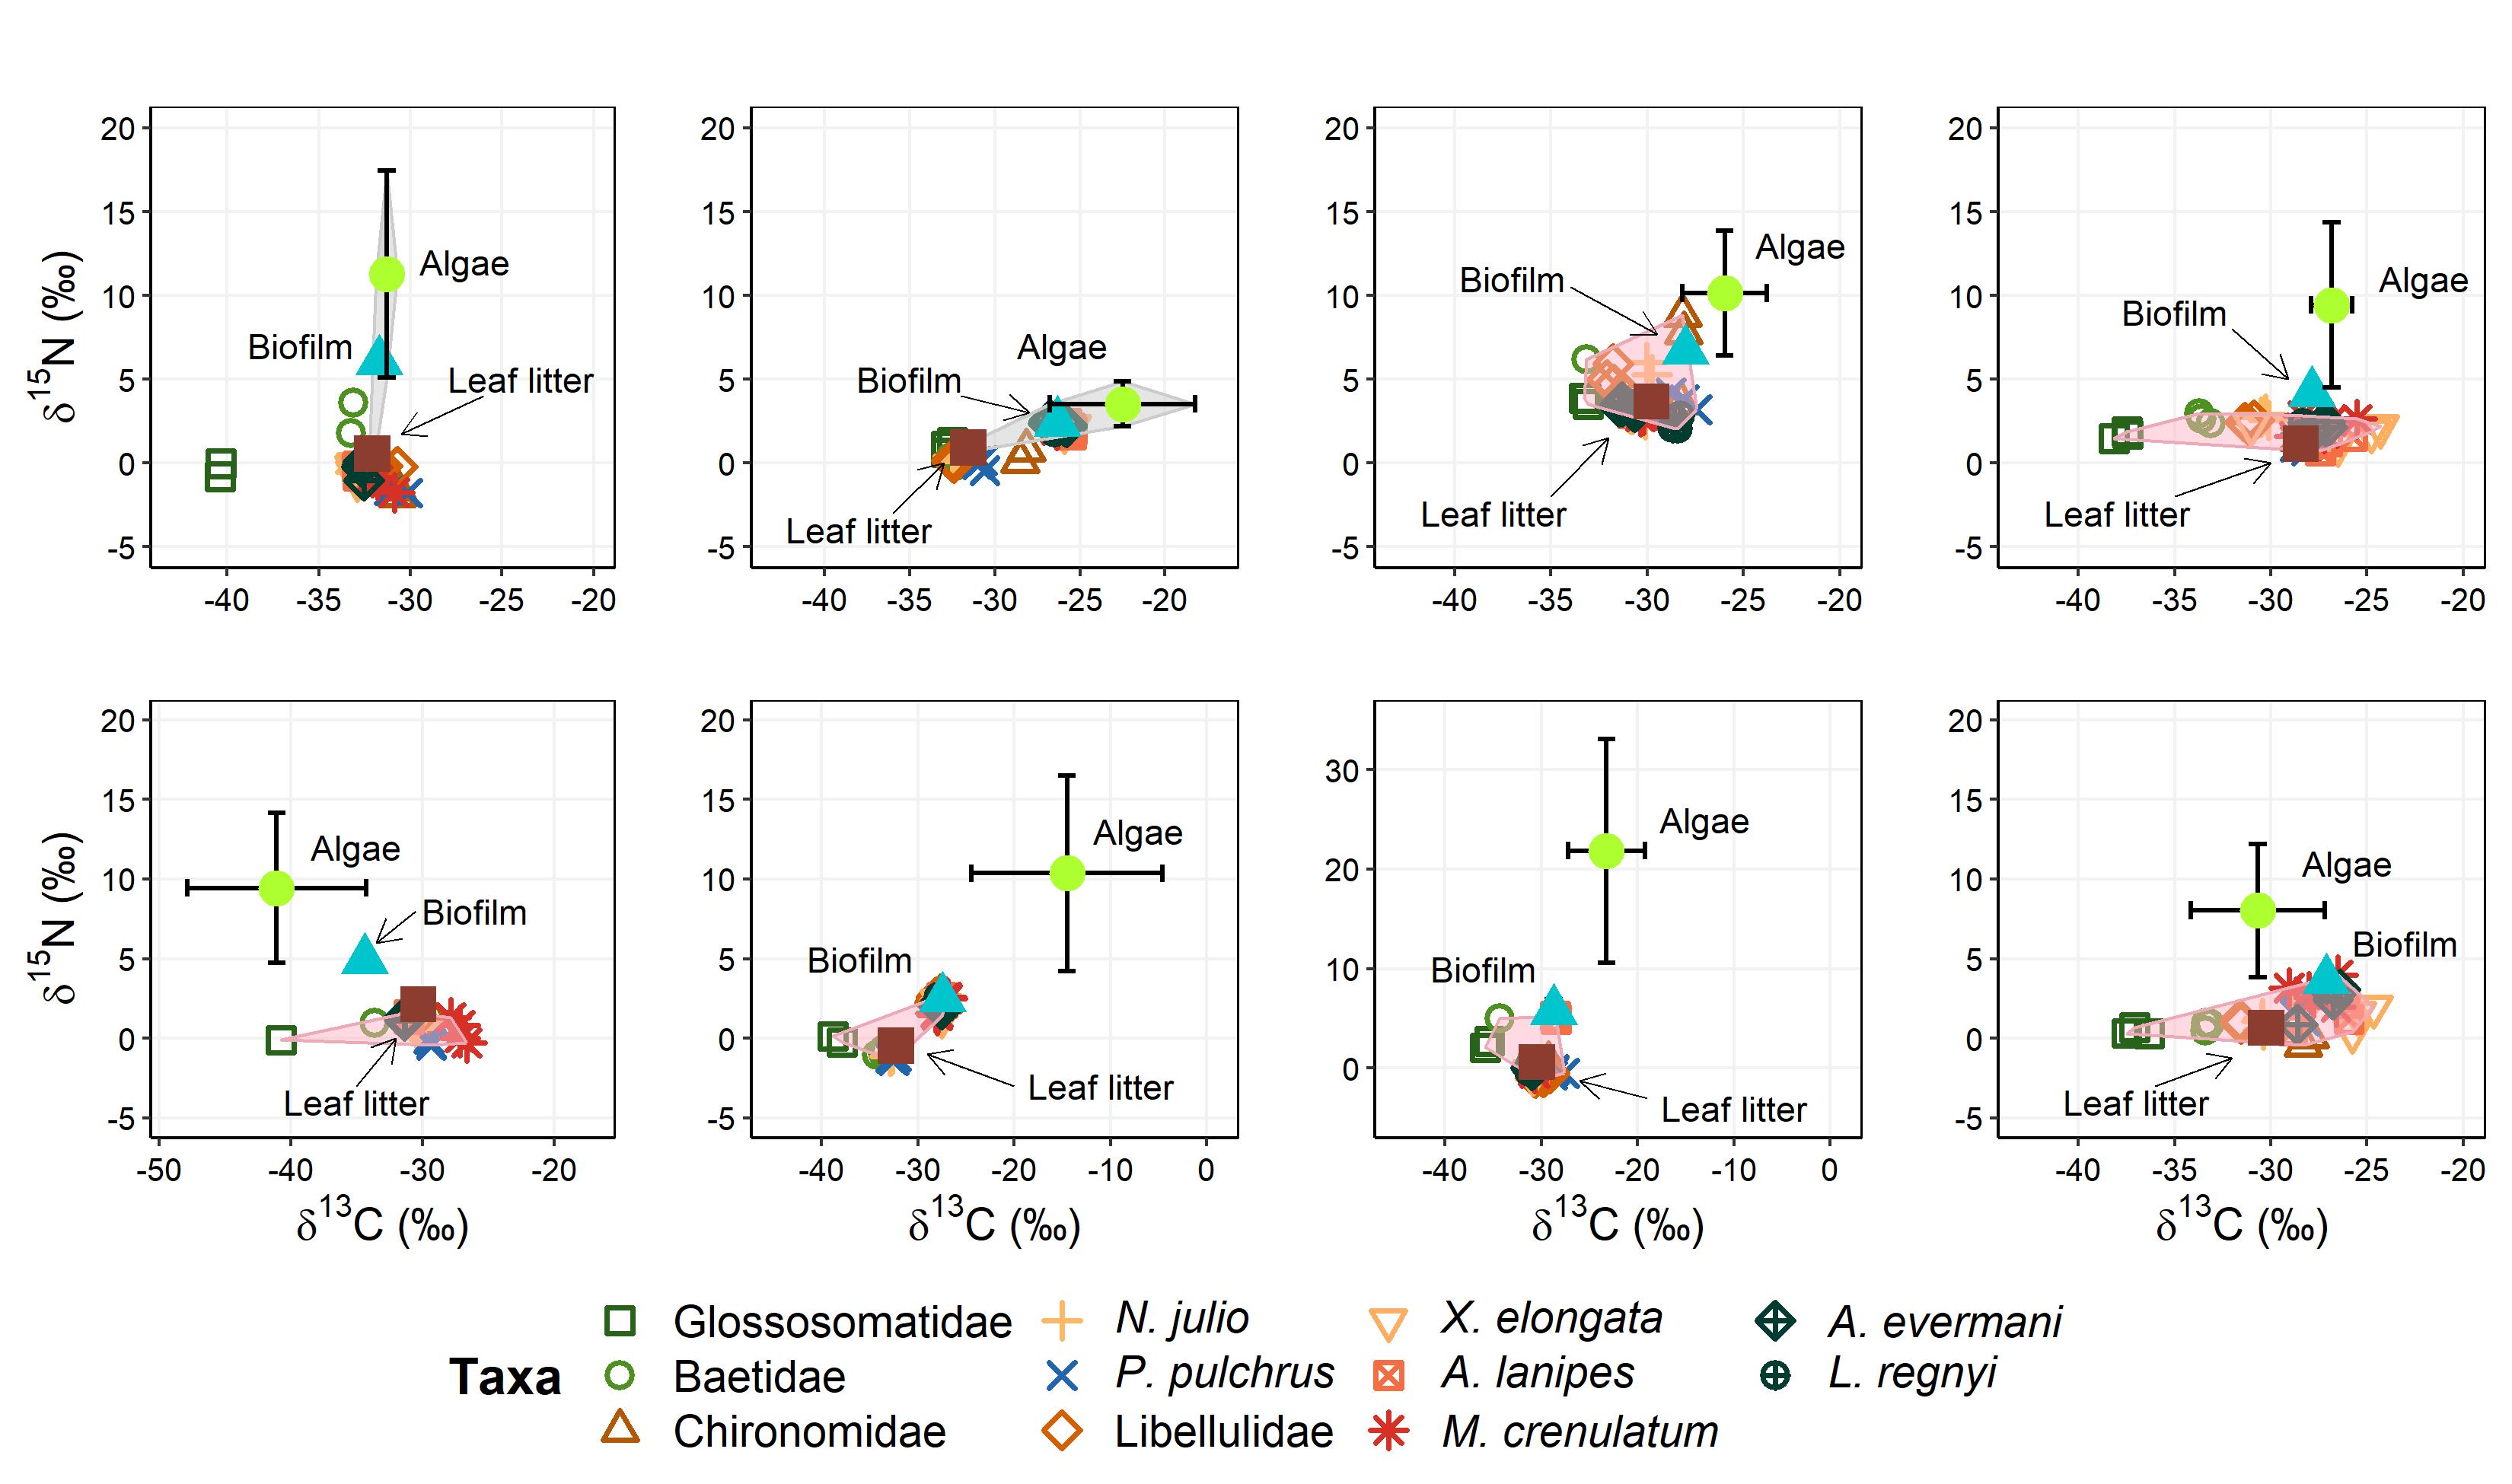 20 20 20 20
15 15 15 15
Algae Biofilm Algae Algae
10 10 10 10
Biofilm Biofilm
Leaf litter Biofilm Algae
5 5 5 5
0 0 0 0
Leaf litter Leaf litter Leaf litter
-5 -5 -5 -5
δ15N (‰)
-40 -35 -30 -25 -20 -40 -35 -30 -25 -20 -40 -35 -30 -25 -20 -40 -35 -30 -25 -20
20 20 20
15 15 30 15
Algae Algae Algae Algae
10 10 20 10
Biofilm Biofilm Biofilm Biofilm
5 5 10 5
0 0 0 0
Leaf litter Leaf litter Leaf litter Leaf litter
-5 -5 -5
δ15N (‰)
-50 -40 -30 -20 -40 -30 -20 -10 0 -40 -30 -20 -10 0 -40 -35 -30 -25 -20
δ13C (‰) δ13C (‰) δ13C (‰) δ13C (‰)
Taxa
Glossosomatidae N. julio X. elongata A. evermani
Baetidae P. pulchrus A. lanipes L. regnyi
Chironomidae Libellulidae M. crenulatum